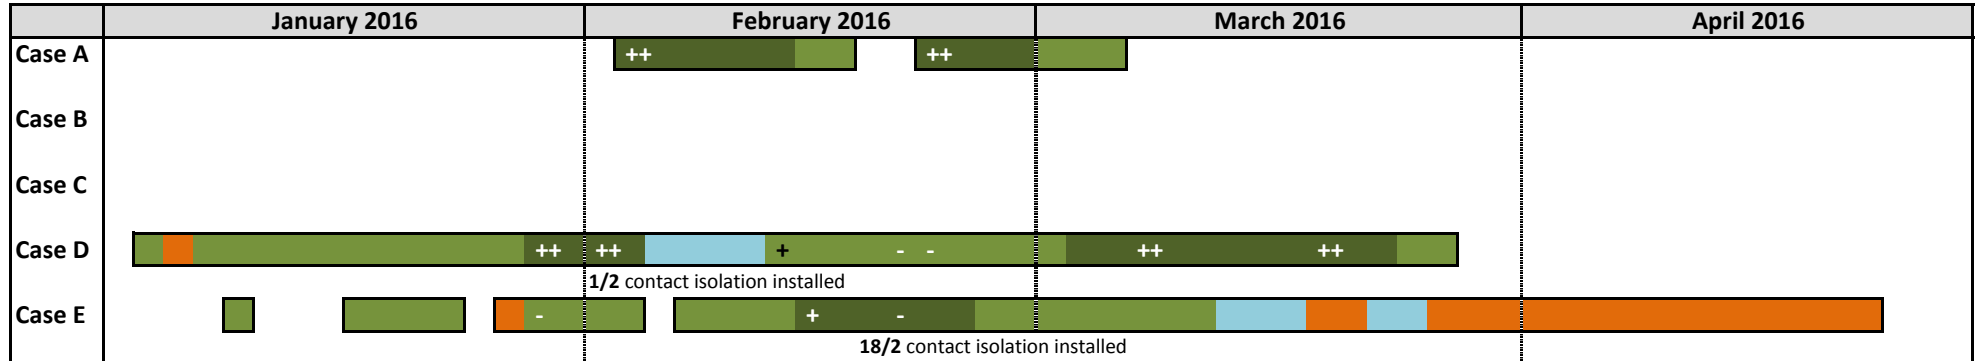 January 2016 February 2016 March 2016 April 2016
Case A ++ ++
Case B
Case C
Case D ++ ++ + - - ++ ++
1/2 contact isolation installed
Case E - + -
18/2 contact isolation installed